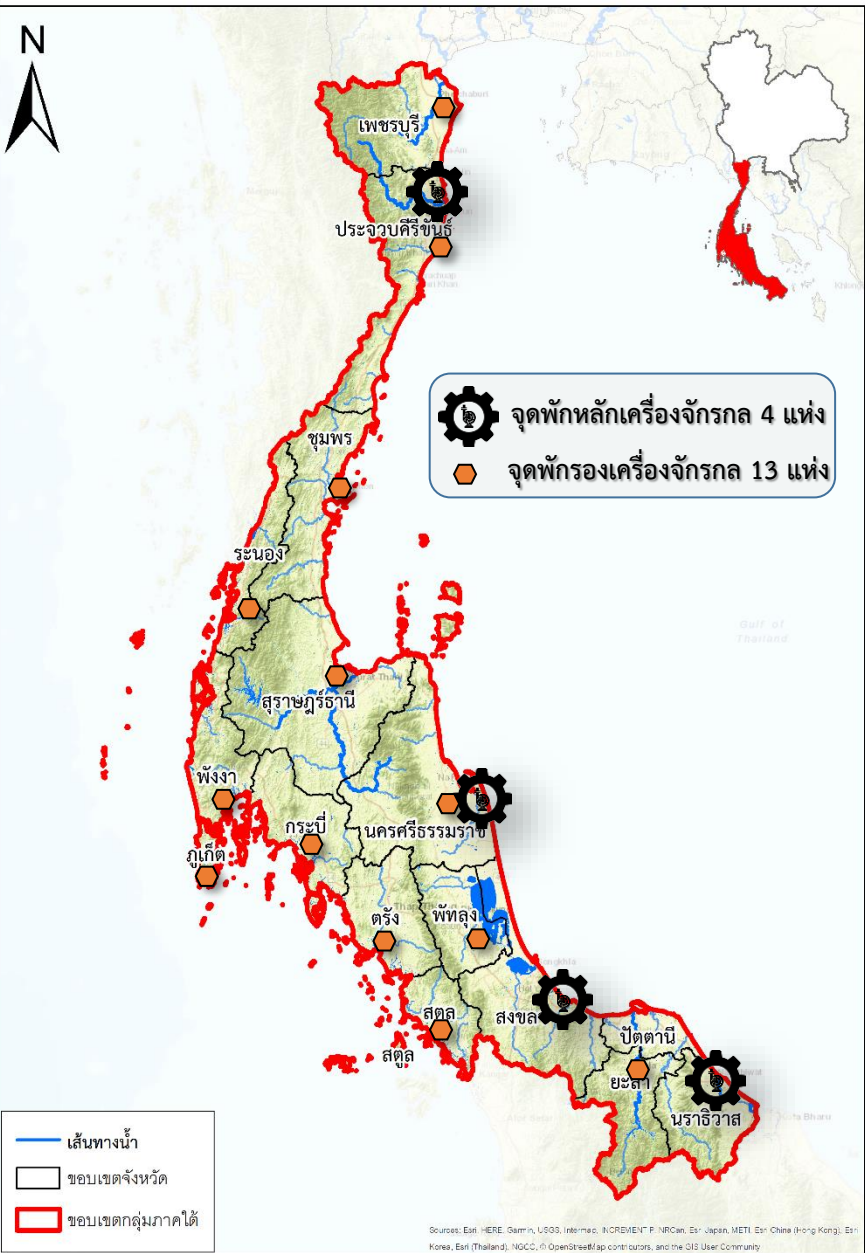 N
เพชรบุรี
ประจวบคีรีขันธ์
จุดพักหลักเครื่องจักรกล 4 แห่ง
จุดพักรองเครื่องจักรกล 13 แห่ง
ชุมพร
ระนอง
Gulf of
Thailand
สุราษฎร์ธานี
พังงา
กระบี่
นครศรีธรรมราช
ภูเก็ต
ตรัง
พัทลุง
สตูล
สงขล
ปัตตานี
สตูล
ยะลา
นราธิวาส
เส้นทางน้ำ
ขอบเขตจังหวัด
ขอบเขตกลุ่มภาคใต้
Sources: Esri, HERE, Garmin, USGS, Intermap, INCREMENT P, NRCan, Esri Japan, METI, Esri China (Hong Kong), Esri
Korea, Esri (Thailand), NGCC, © OpenStreetMap contributors, and the GIS User Community